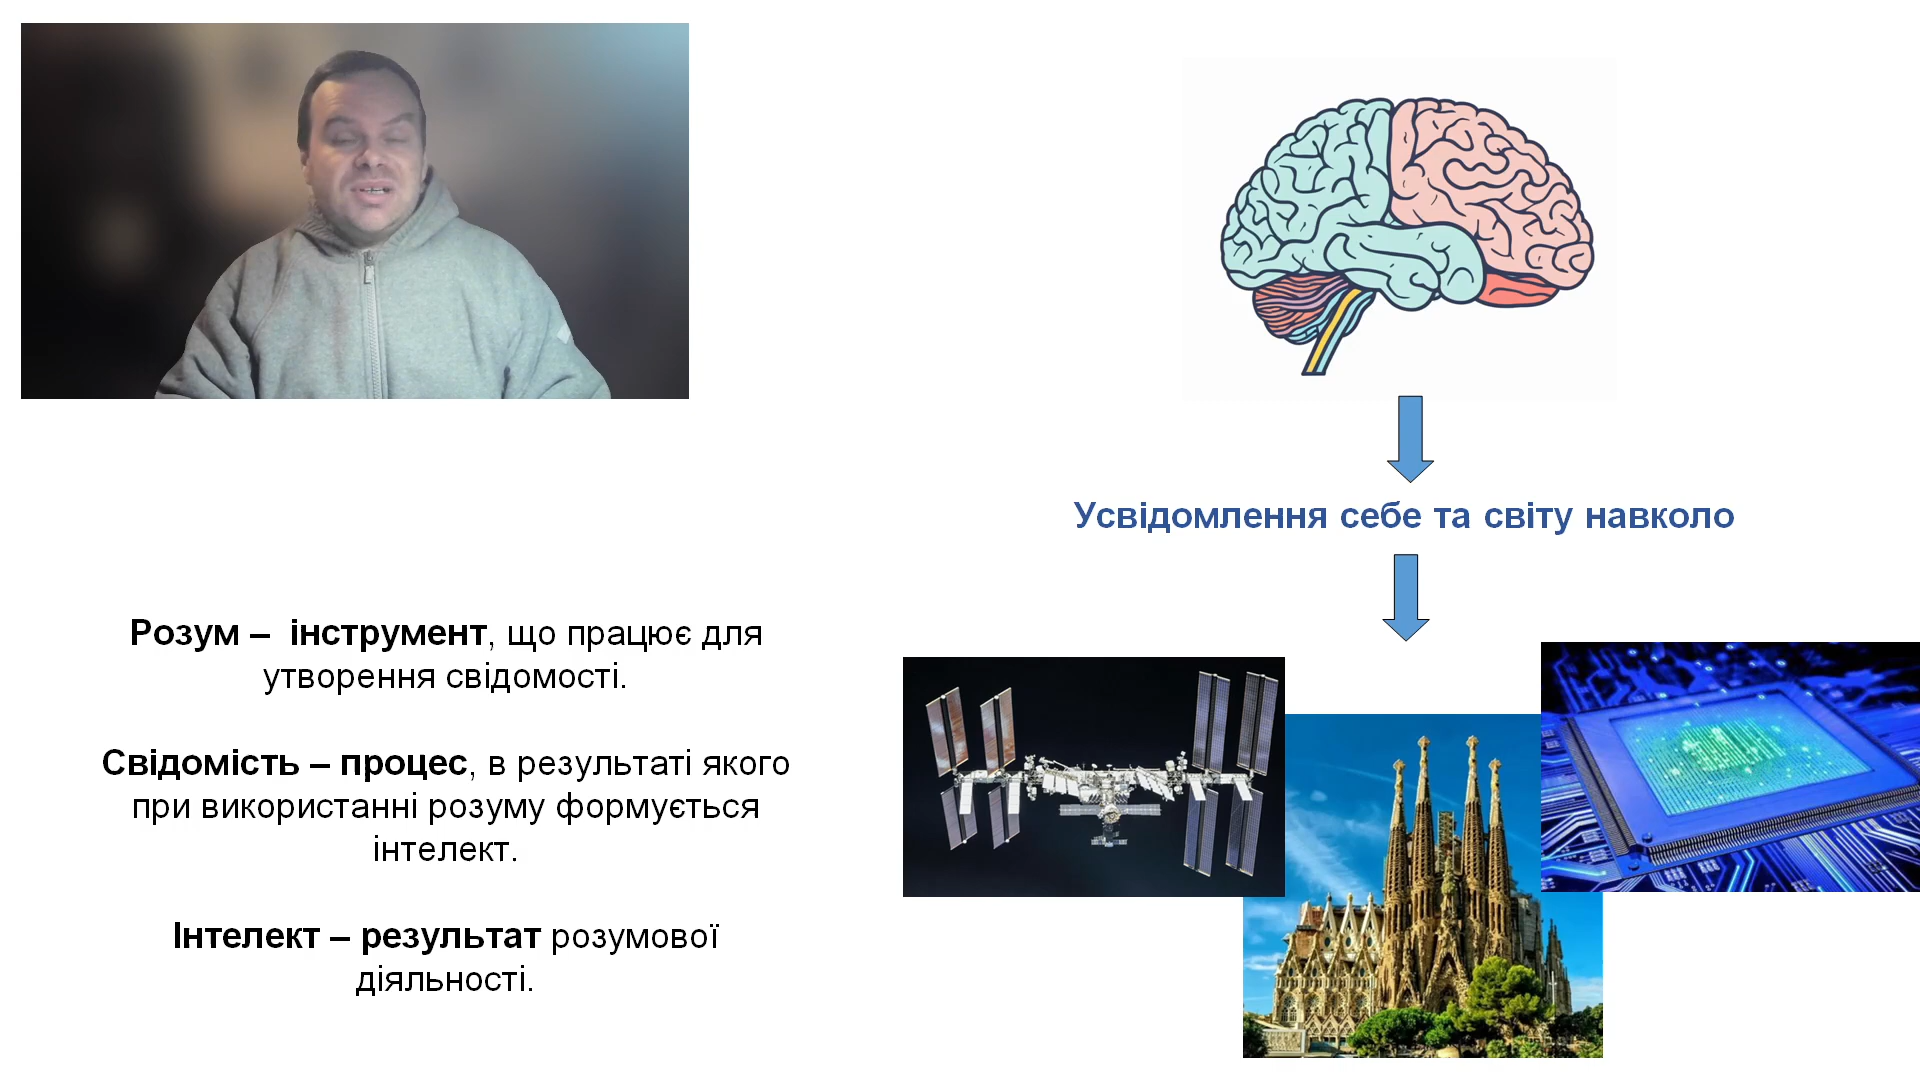 Усвідомлення себе та світу навколо
Розум –  інструмент, що працює для
утворення свідомості.
Свідомість – процес, в результаті якого
при використанні розуму формується
інтелект.
Інтелект – результат розумової
діяльності.